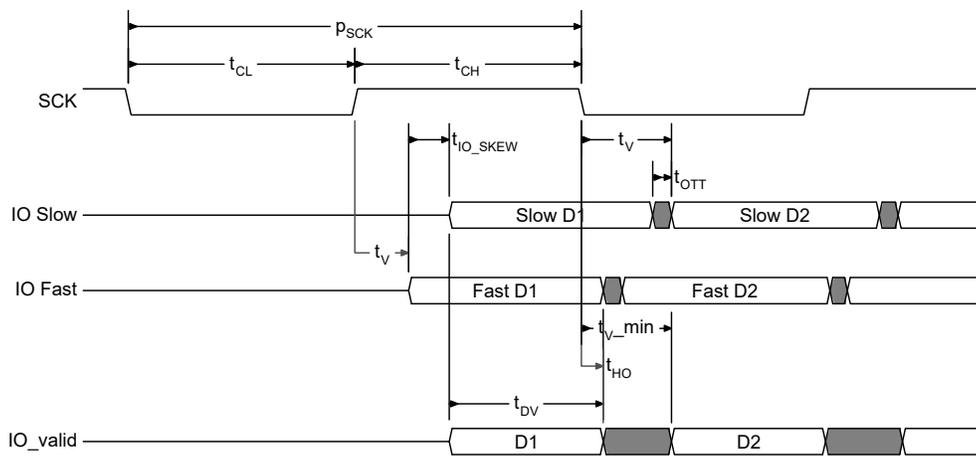 pSCK
tCL
tCH
SCK
tIO_SKEW
tV
tOTT
IO Slow
Slow D1
Slow D2
tV
IO Fast
Fast D1
Fast D2
tV_min
tHO
tDV
IO_valid
D1
D2